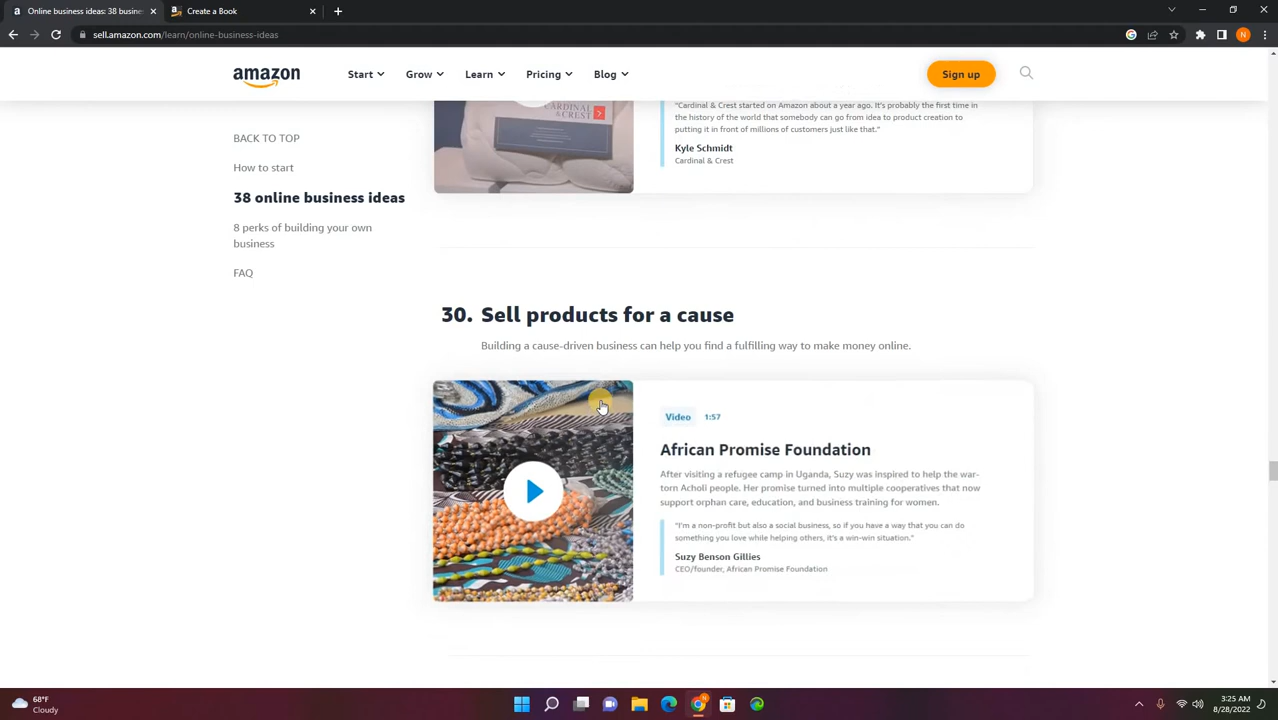 Online business ideas: 38 busine
Create a Book
sell.amazon.com/learn/online-business-ideas
N
amazon
Start
Grow
Learn
Pricing
Blog
Sign up
BACK TO TOP
How to start
38 online business ideas
8 perks of building your own
business
FAQ
CARDINAL
&CREST
"Cardinal & Crest started on Amazon about a year ago. It's probably the first time in
the history of the world that somebody can go from idea to product creation to
putting it in front of millions of customers just like that."
Kyle Schmidt
Cardinal & Crest
30. Sell products for a cause
Building a cause-driven business can help you find a fulfilling way to make money online.
Video 1:57
African Promise Foundation
After visiting a refugee camp in Uganda, Suzy was inspired to help the war-
torn Acholi people. Her promise turned into multiple cooperatives that now
support orphan care, education, and business training for women.
"I'm a non-profit but also a social business, so if you have a way that you can do
something you love while helping others, it's a win-win situation."
Suzy Benson Gillies
CEO/founder, African Promise Foundation
68°F
Cloudy
3:25 AM
8/28/2022